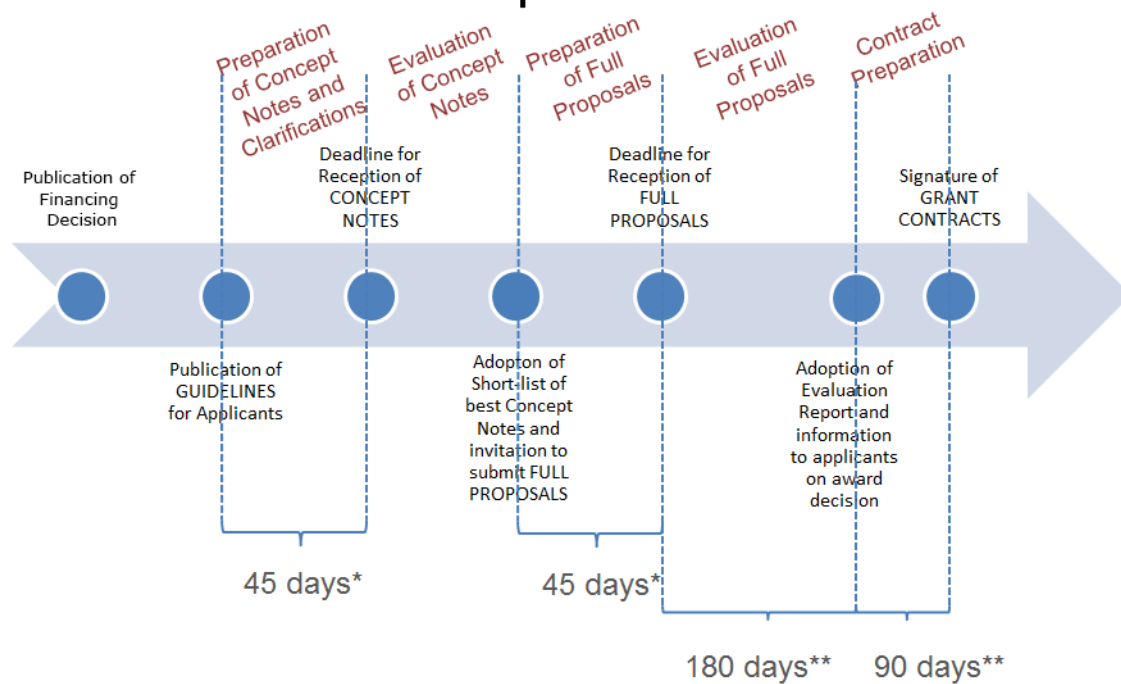 Preparation
of Concept
Notes and
Clarifications
Evaluation
of Concept
Notes
Preparation
of Full
Proposals
Evaluation
of Full
Proposals
Contract
Preparation
Publication of
Financing
Decision
Deadline for
Reception of
CONCEPT
NOTES
Deadline for
Reception of
FULL
PROPOSALS
Signature of
GRANT
CONTRACTS
Publication of
GUIDELINES
for Applicants
Adopton of
Short-list of
best Concept
Notes and
invitation to
submit FULL
PROPOSALS
Adoption of
Evaluation
Report and
information
to applicants
on award
decision
45 days*
45 days*
180 days**
90 days**